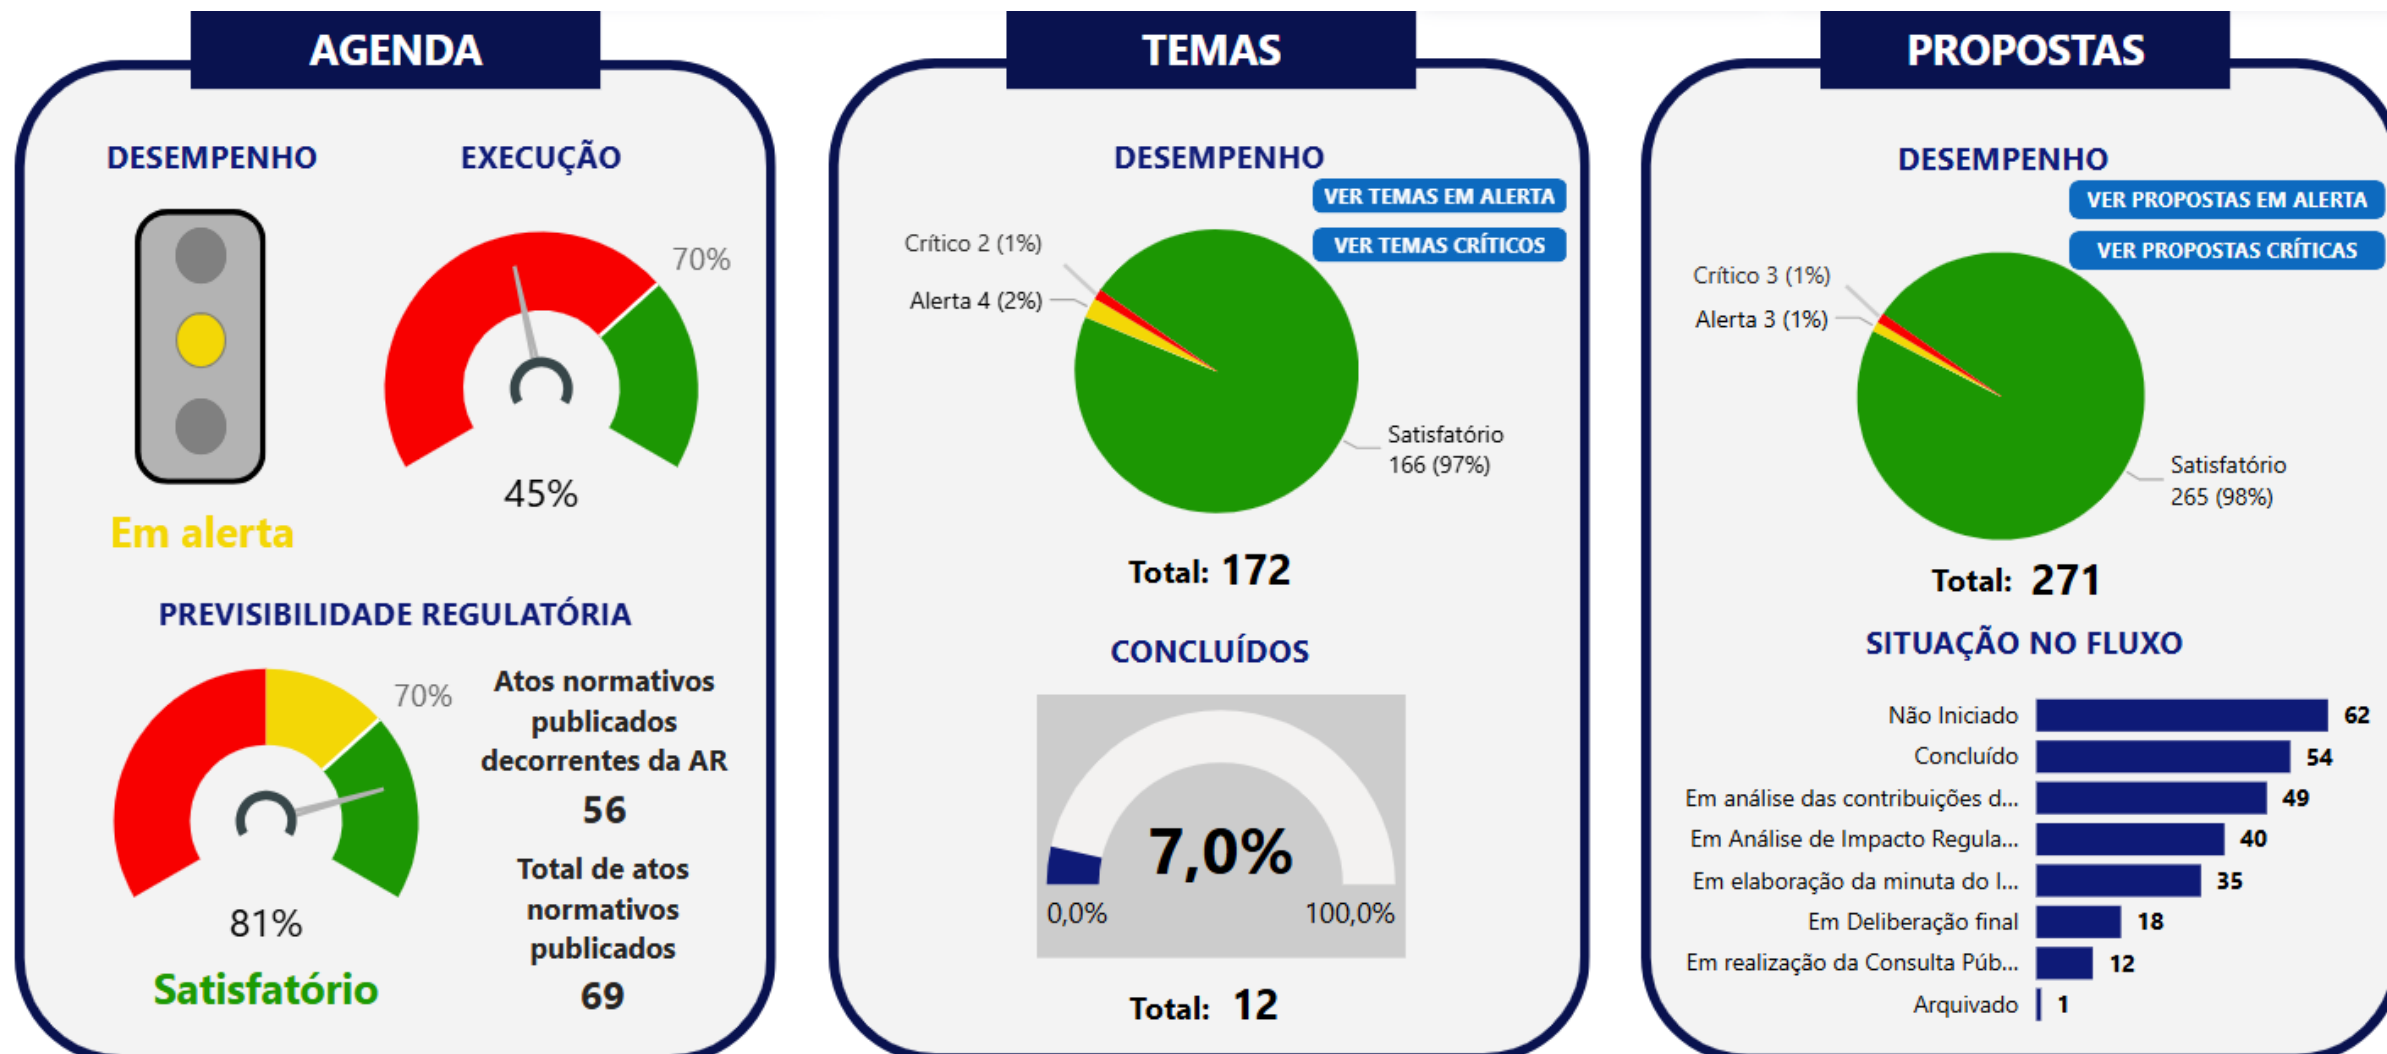 AGENDA
DESEMPENHO
EXECUÇÃO
70%
45%
Em alerta
PREVISIBILIDADE REGULATÓRIA
70%
81%
Satisfatório
Atos normativos
publicados
decorrentes da AR
56
Total de atos
normativos
publicados
69
TEMAS
DESEMPENHO
VER TEMAS EM ALERTA
VER TEMAS CRÍTICOS
Crítico 2 (1%)
Alerta 4 (2%)
Satisfatório
166 (97%)
Total: 172
CONCLUÍDOS
7,0%
0,0%
100,0%
Total: 12
PROPOSTAS
DESEMPENHO
VER PROPOSTAS EM ALERTA
VER PROPOSTAS CRÍTICAS
Crítico 3 (1%)
Alerta 3 (1%)
Satisfatório
265 (98%)
Total: 271
SITUAÇÃO NO FLUXO
Não Iniciado 62
Concluído 54
Em análise das contribuições d... 49
Em Análise de Impacto Regula... 40
Em elaboração da minuta do I... 35
Em Deliberação final 18
Em realização da Consulta Púb... 12
Arquivado 1